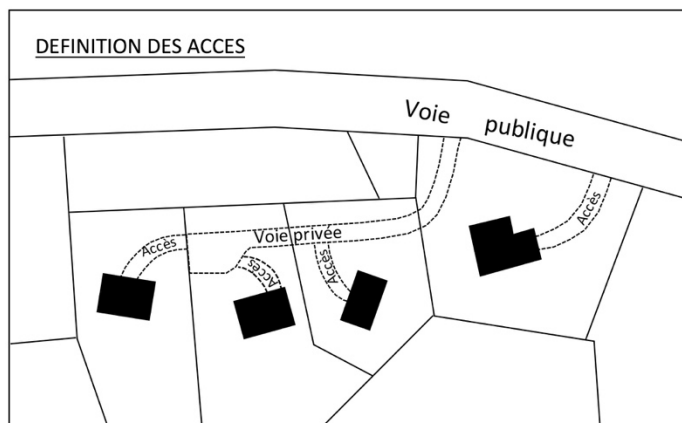 DEFINITION DES ACCES
Voie publique
Accès
Voie privée
Accès
Accès
Accès